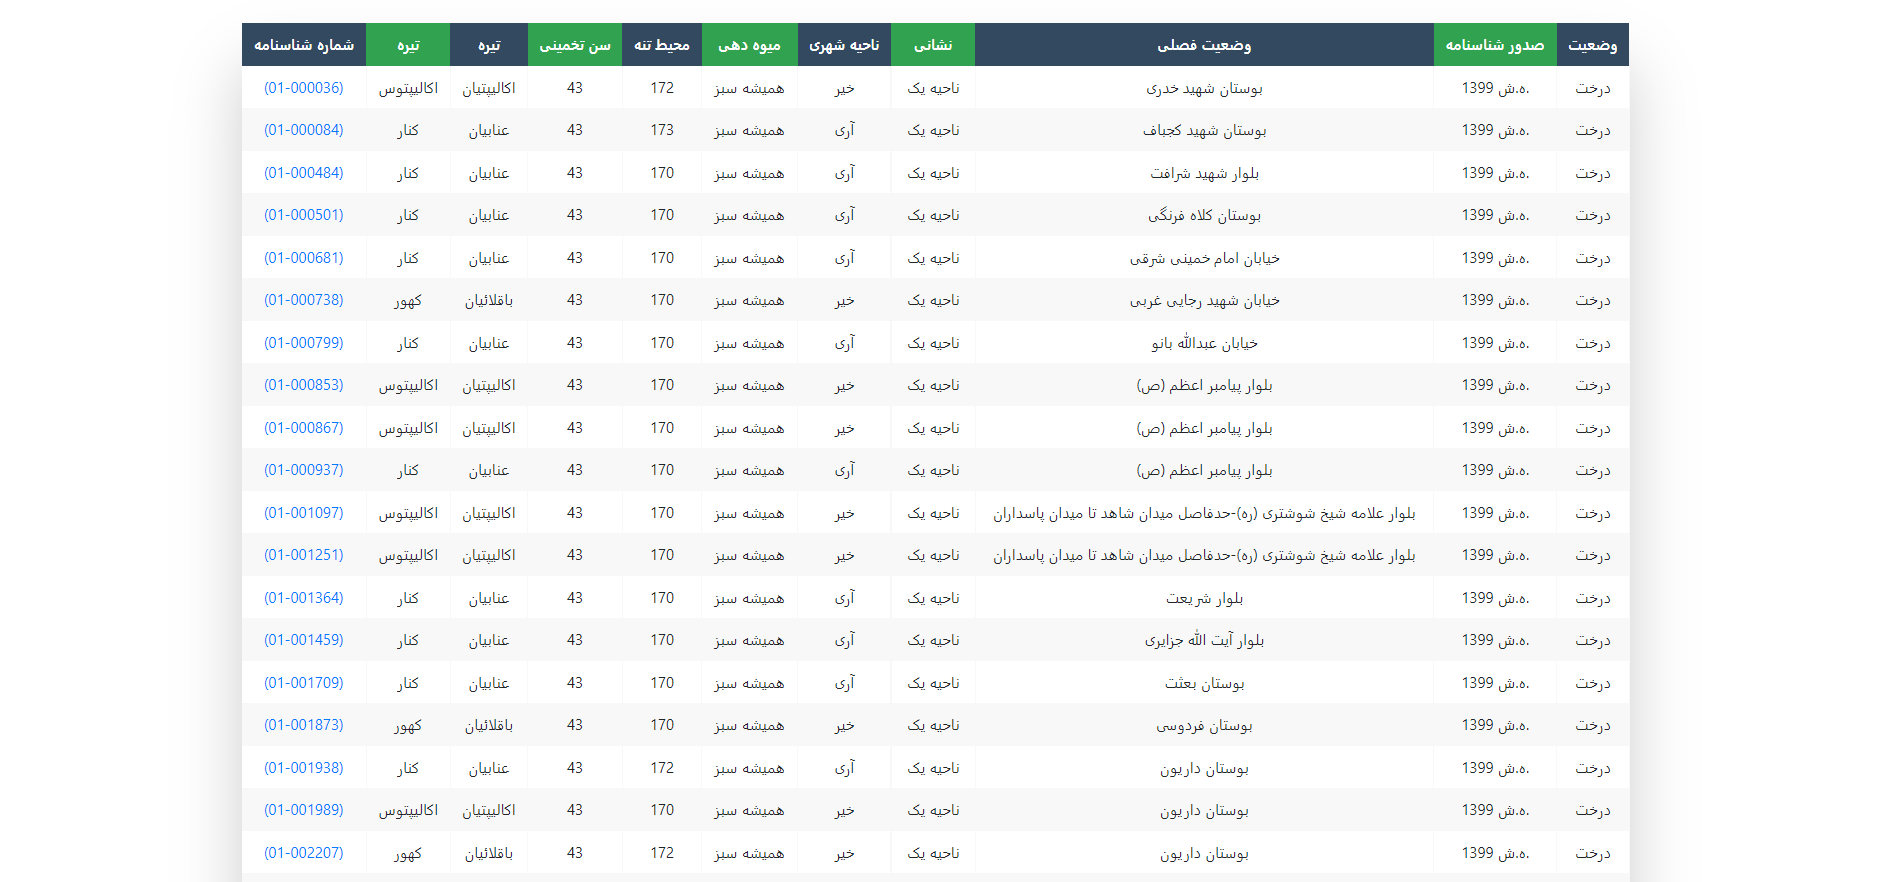 وضعیت صدور شناسنامه وضعیت فصلی نشانی ناحیه شهری میوه دهی محیط تنه سن تخمینی تیره تیره شماره شناسنامه
درخت 1399 ه.ش. بوستان شهید خدری ناحیه یک خیر همیشه سبز 172 43 اکالیپتیان اکالیپتوس (01-000036)
درخت 1399 ه.ش. بوستان شهید کجباف ناحیه یک آری همیشه سبز 173 43 عنابیان کنار (01-000084)
درخت 1399 ه.ش. بلوار شهید شرافت ناحیه یک آری همیشه سبز 170 43 عنابیان کنار (01-000484)
درخت 1399 ه.ش. بوستان کلاه فرنگی ناحیه یک آری همیشه سبز 170 43 عنابیان کنار (01-000501)
درخت 1399 ه.ش. خیابان امام خمینی شرقی ناحیه یک آری همیشه سبز 170 43 عنابیان کنار (01-000681)
درخت 1399 ه.ش. خیابان شهید رجایی غربی ناحیه یک خیر همیشه سبز 170 43 باقلائیان کهور (01-000738)
درخت 1399 ه.ش. خیابان عبدالله بانو ناحیه یک آری همیشه سبز 170 43 عنابیان کنار (01-000799)
درخت 1399 ه.ش. بلوار پیامبر اعظم (ص) ناحیه یک خیر همیشه سبز 170 43 اکالیپتیان اکالیپتوس (01-000853)
درخت 1399 ه.ش. بلوار پیامبر اعظم (ص) ناحیه یک خیر همیشه سبز 170 43 اکالیپتیان اکالیپتوس (01-000867)
درخت 1399 ه.ش. بلوار پیامبر اعظم (ص) ناحیه یک آری همیشه سبز 170 43 عنابیان کنار (01-000937)
درخت 1399 ه.ش. بلوار علامه شیخ شوشتری (ره)-حدفاصل میدان شاهد تا میدان پاسداران ناحیه یک خیر همیشه سبز 170 43 اکالیپتیان اکالیپتوس (01-001097)
درخت 1399 ه.ش. بلوار علامه شیخ شوشتری (ره)-حدفاصل میدان شاهد تا میدان پاسداران ناحیه یک خیر همیشه سبز 170 43 اکالیپتیان اکالیپتوس (01-001251)
درخت 1399 ه.ش. بلوار شریعت ناحیه یک آری همیشه سبز 170 43 عنابیان کنار (01-001364)
درخت 1399 ه.ش. بلوار آیت الله جزایری ناحیه یک آری همیشه سبز 170 43 عنابیان کنار (01-001459)
درخت 1399 ه.ش. بوستان بعثت ناحیه یک آری همیشه سبز 170 43 عنابیان کنار (01-001709)
درخت 1399 ه.ش. بوستان فردوسی ناحیه یک خیر همیشه سبز 170 43 باقلائیان کهور (01-001873)
درخت 1399 ه.ش. بوستان داریون ناحیه یک آری همیشه سبز 172 43 عنابیان کنار (01-001938)
درخت 1399 ه.ش. بوستان داریون ناحیه یک خیر همیشه سبز 170 43 اکالیپتیان اکالیپتوس (01-001989)
درخت 1399 ه.ش. بوستان داریون ناحیه یک خیر همیشه سبز 172 43 باقلائیان کهور (01-002207)